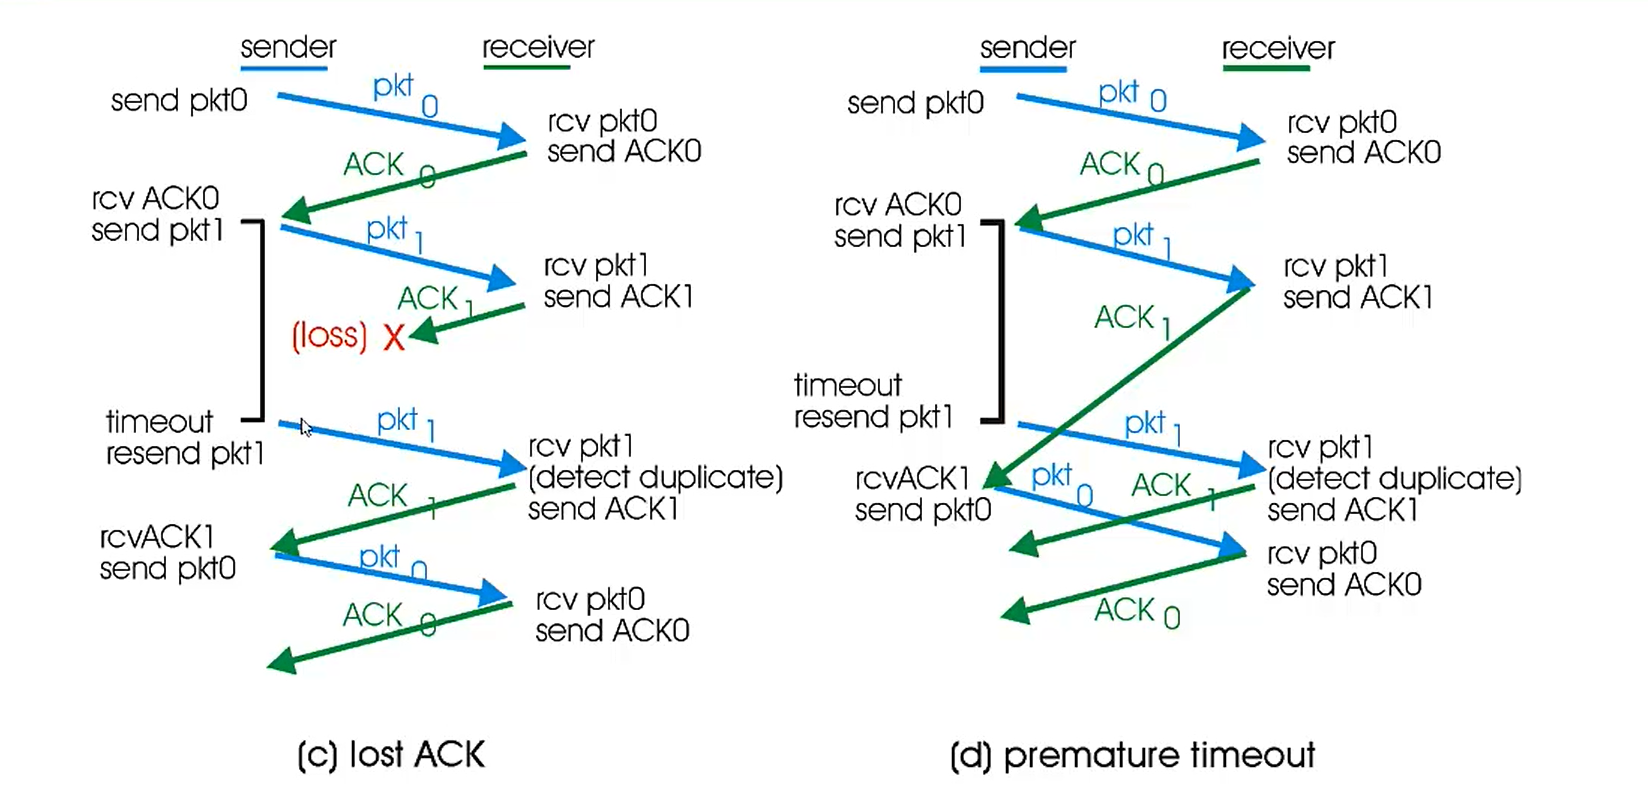 sender
receiver
send pkt0
pkt 0
rcv pkt0
send ACK0
ACK 0
rcv ACK0
send pkt1
pkt 1
rcv pkt1
send ACK1
ACK 1
(loss) X
timeout
resend pkt1
pkt 1
rcv pkt1
(detect duplicate)
send ACK1
ACK 1
rcvACK1
send pkt0
pkt 0
rcv pkt0
send ACK0
ACK 0
(c) lost ACK
sender
receiver
send pkt0
pkt 0
rcv pkt0
send ACK0
ACK 0
rcv ACK0
send pkt1
pkt 1
rcv pkt1
send ACK1
ACK 1
timeout
resend pkt1
pkt 1
rcv pkt1
(detect duplicate)
send ACK1
rcvACK1
send pkt0
pkt 0
ACK 1
rcv pkt0
send ACK0
ACK 0
(d) premature timeout